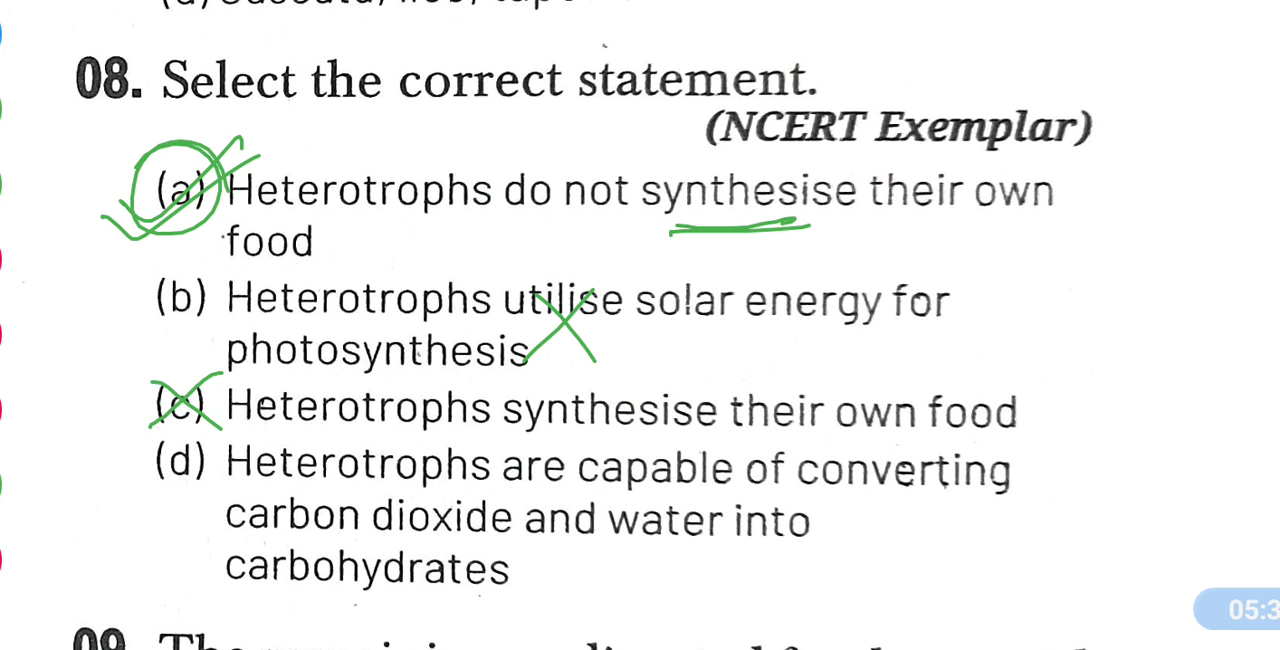 08. Select the correct statement.
(NCERT Exemplar)
(a) Heterotrophs do not synthesise their own
food
(b) Heterotrophs utilise solar energy for
photosynthesis
(c) Heterotrophs synthesise their own food
(d) Heterotrophs are capable of converting
carbon dioxide and water into
carbohydrates
05:3
09.